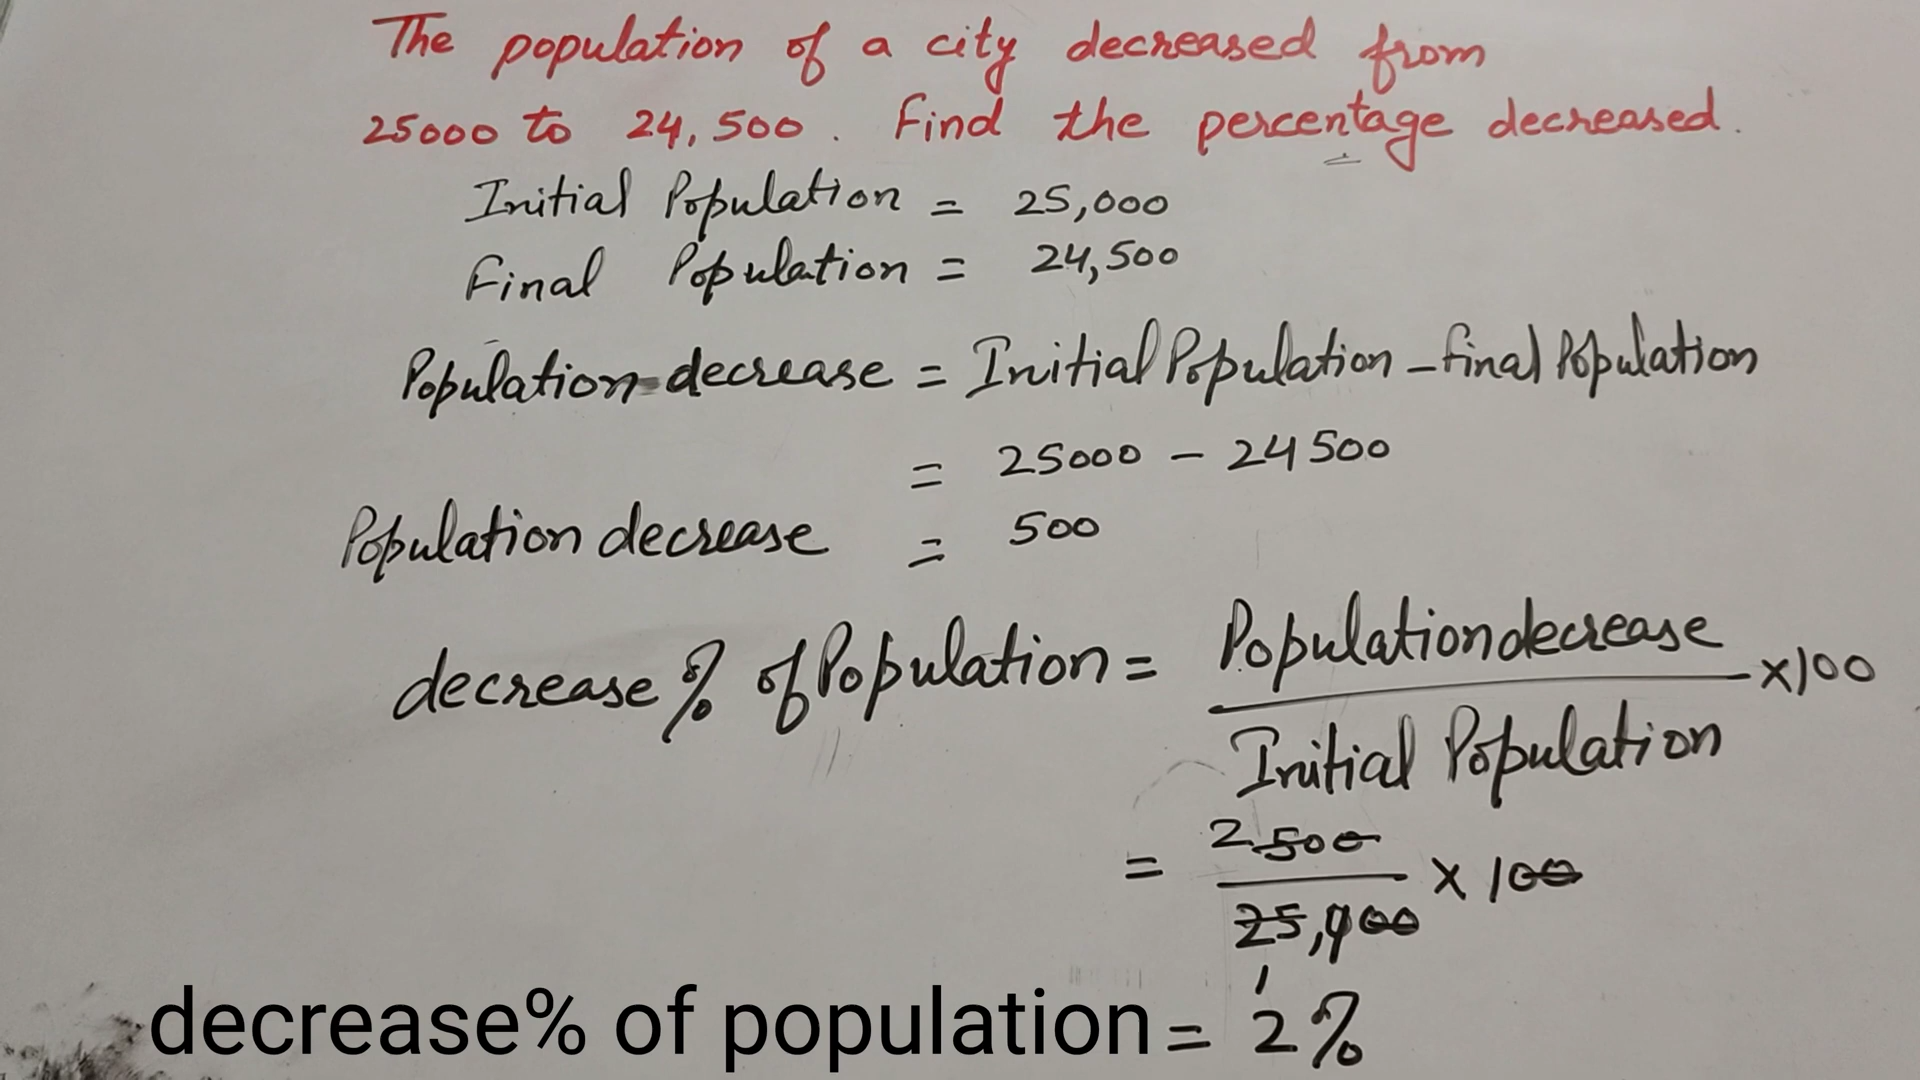 The population of a city decreased from
25000 to 24,500. Find the percentage decreased.
Initial Population = 25,000
Final Population = 24,500
Population decrease = Initial Population - final Population
= 25000 - 24500
Population decrease = 500
decrease % of Population = Population decrease / Initial Population ×100
= 2 500 / 25,000 × 100
1
decrease% of population = 2%